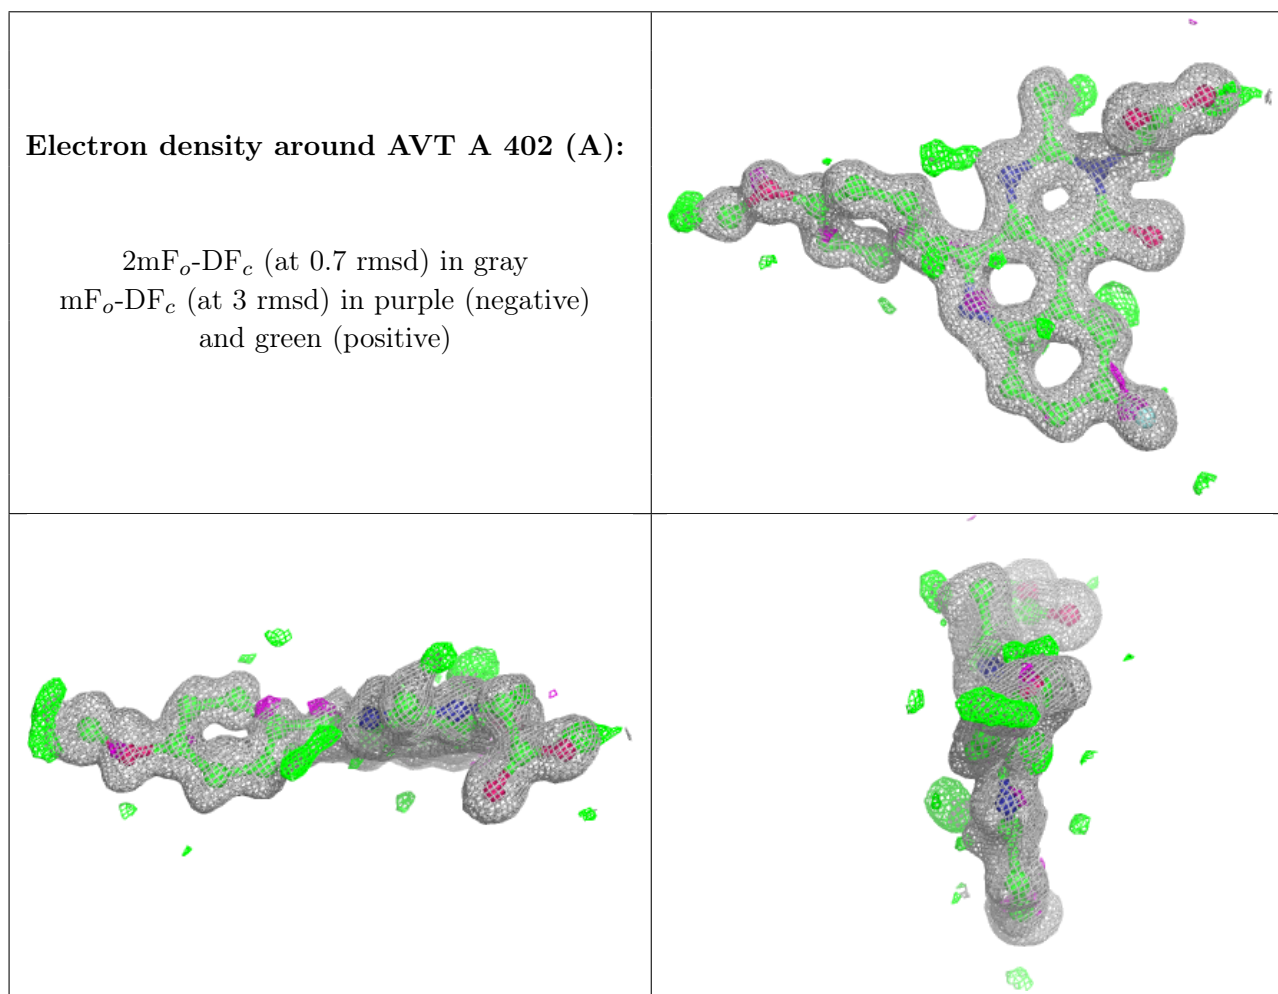 Electron density around AVT A 402 (A):
2mFo-DFc (at 0.7 rmsd) in gray
mFo-DFc (at 3 rmsd) in purple (negative)
and green (positive)